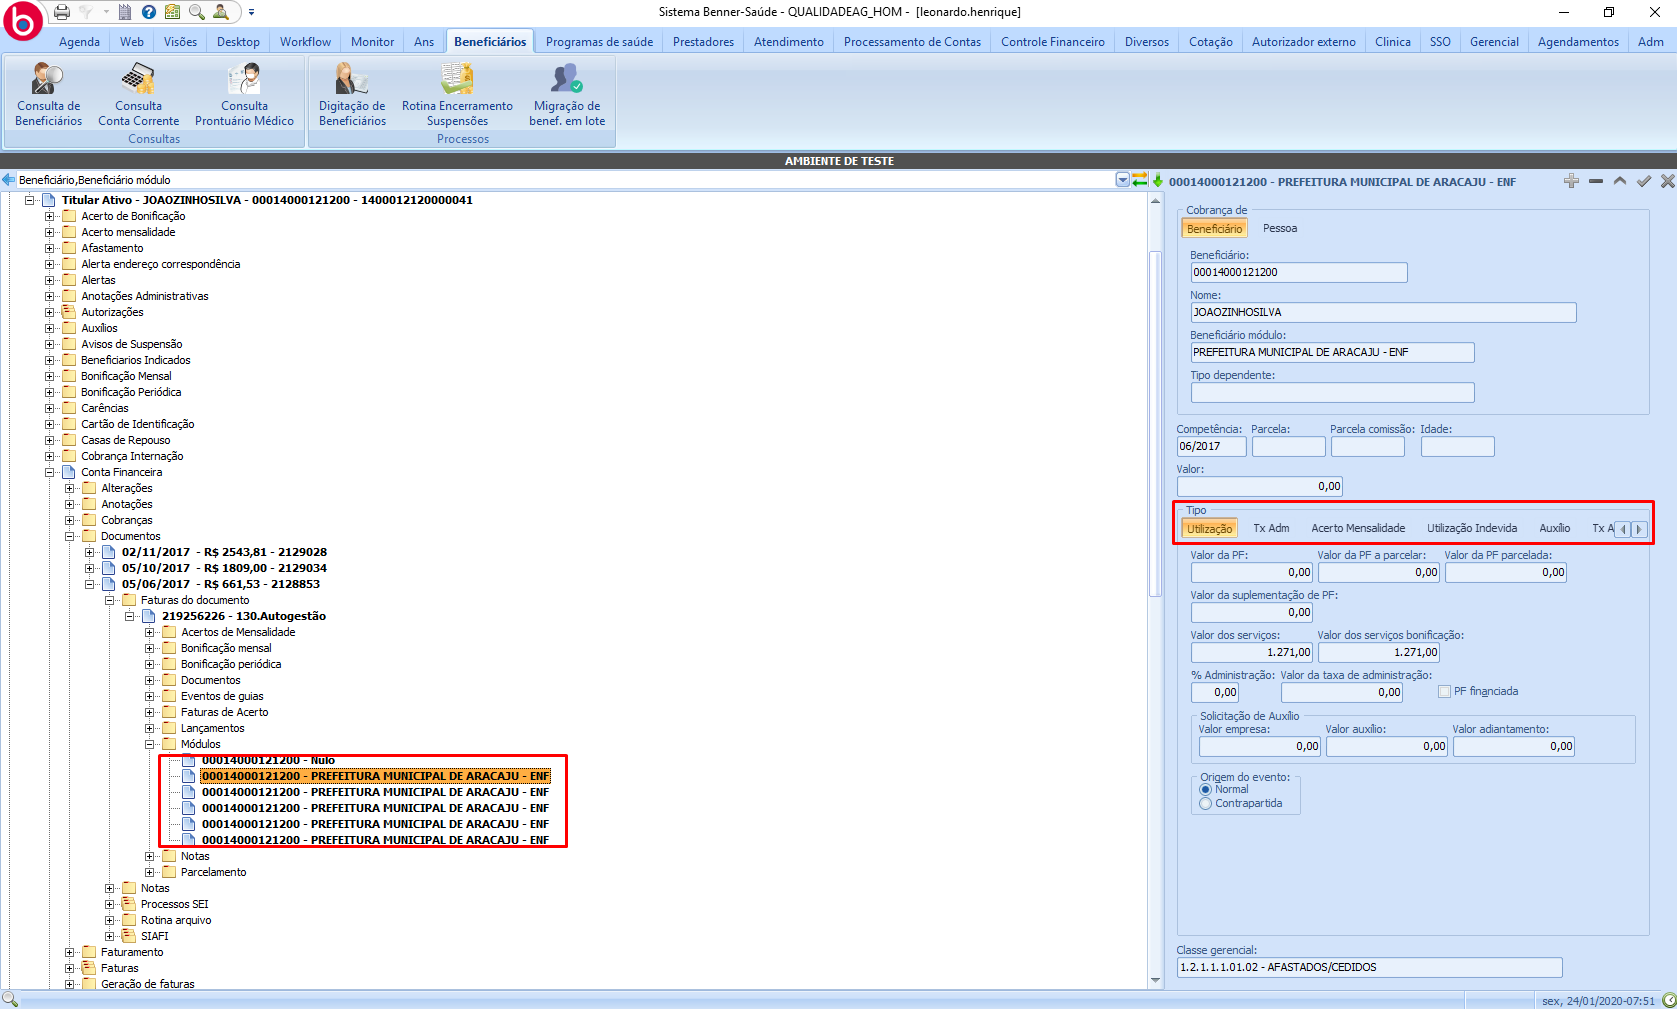 Sistema Benner-Saúde - QUALIDADEAG_HOM - [leonardo.henrique]
Agenda Web Visões Desktop Workflow Monitor Ans Beneficiários Programas de saúde Prestadores Atendimento Processamento de Contas Controle Financeiro Diversos Cotação Autorizador externo Clinica SSO Gerencial Agendamentos Adm
Consulta de Beneficiários
Consulta Conta Corrente
Consulta Prontuário Médico
Consultas
Digitação de Beneficiários
Rotina Encerramento Suspensões
Migração de benef. em lote
Processos
AMBIENTE DE TESTE
Beneficiário,Beneficiário módulo
Titular Ativo - JOAOZINHOSILVA - 00014000121200 - 1400012120000041
Acerto de Bonificação
Acerto mensalidade
Afastamento
Alerta endereço correspondência
Alertas
Anotações Administrativas
Autorizações
Auxílios
Avisos de Suspensão
Beneficiarios Indicados
Bonificação Mensal
Bonificação Periódica
Carências
Cartão de Identificação
Casas de Repouso
Cobrança Internação
Conta Financeira
Alterações
Anotações
Cobranças
Documentos
02/11/2017 - R$ 2543,81 - 2129028
05/10/2017 - R$ 1809,00 - 2129034
05/06/2017 - R$ 661,53 - 2128853
Faturas do documento
219256226 - 130.Autogestão
Acertos de Mensalidade
Bonificação mensal
Bonificação periódica
Documentos
Eventos de guias
Faturas de Acerto
Lançamentos
Módulos
00014000121200 - Nulo
00014000121200 - PREFEITURA MUNICIPAL DE ARACAJU - ENF
00014000121200 - PREFEITURA MUNICIPAL DE ARACAJU - ENF
00014000121200 - PREFEITURA MUNICIPAL DE ARACAJU - ENF
00014000121200 - PREFEITURA MUNICIPAL DE ARACAJU - ENF
00014000121200 - PREFEITURA MUNICIPAL DE ARACAJU - ENF
Notas
Parcelamento
Notas
Processos SEI
Rotina arquivo
SIAFI
Faturamento
Faturas
Geração de faturas
00014000121200 - PREFEITURA MUNICIPAL DE ARACAJU - ENF
Cobrança de
Beneficiário Pessoa
Beneficiário:
00014000121200
Nome:
JOAOZINHOSILVA
Beneficiário módulo:
PREFEITURA MUNICIPAL DE ARACAJU - ENF
Tipo dependente:
Competência: Parcela: Parcela comissão: Idade:
06/2017
Valor:
0,00
Tipo
Utilização Tx Adm Acerto Mensalidade Utilização Indevida Auxílio Tx A
Valor da PF: Valor da PF a parcelar: Valor da PF parcelada:
0,00 0,00 0,00
Valor da suplementação de PF:
0,00
Valor dos serviços: Valor dos serviços bonificação:
1.271,00 1.271,00
% Administração: Valor da taxa de administração:
0,00 0,00 PF financiada
Solicitação de Auxílio
Valor empresa: Valor auxílio: Valor adiantamento:
0,00 0,00 0,00
Origem do evento:
Normal
Contrapartida
Classe gerencial:
1.2.1.1.1.01.02 - AFASTADOS/CEDIDOS
sex, 24/01/2020-07:51